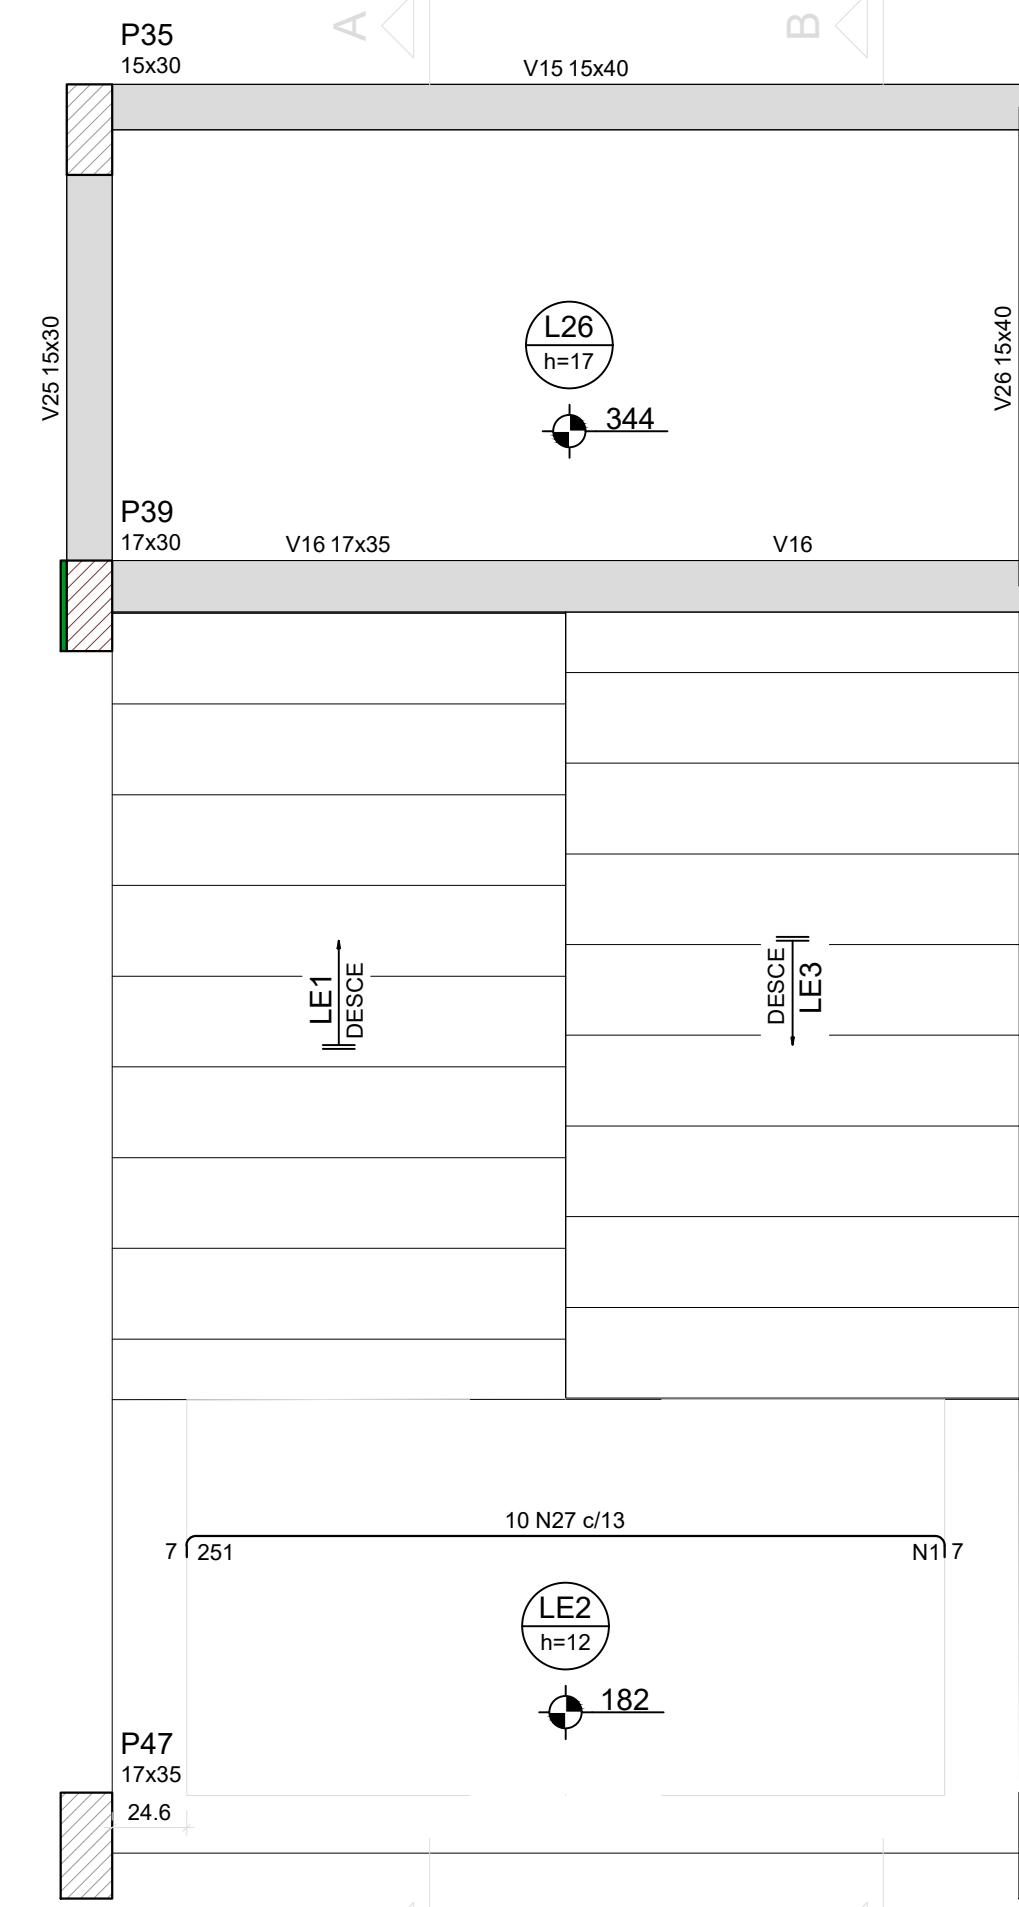 A
B
P35
15x30
V15 15x40
V25 15x30
L26
h=17
344
V26 15x40
P39
17x30
V16 17x35
V16
LE1
DESCE
DESCE
LE3
10 N27 c/13
7
251
N1
7
LE2
h=12
182
P47
17x35
24.6